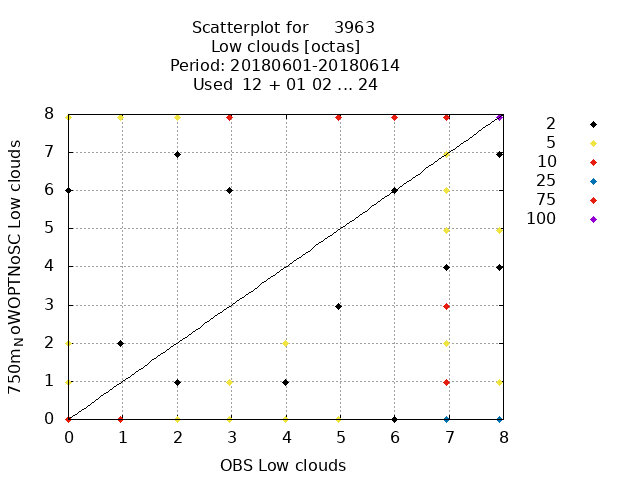 Scatterplot for 3963
Low clouds [octas]
Period: 20180601-20180614
Used 12 + 01 02 ... 24
8
7
6
5
4
3
2
1
0
750m_NoWOPTNoSC Low clouds
0 1 2 3 4 5 6 7 8
OBS Low clouds
2
5
10
25
75
100